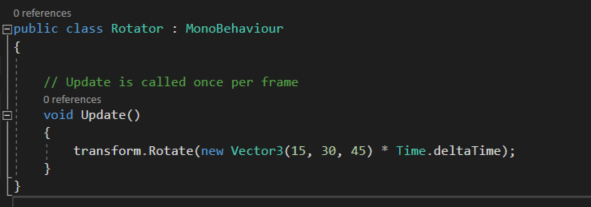 0 references
public class Rotator : MonoBehaviour
{
// Update is called once per frame
0 references
void Update()
{
transform.Rotate(new Vector3(15, 30, 45) * Time.deltaTime);
}
}